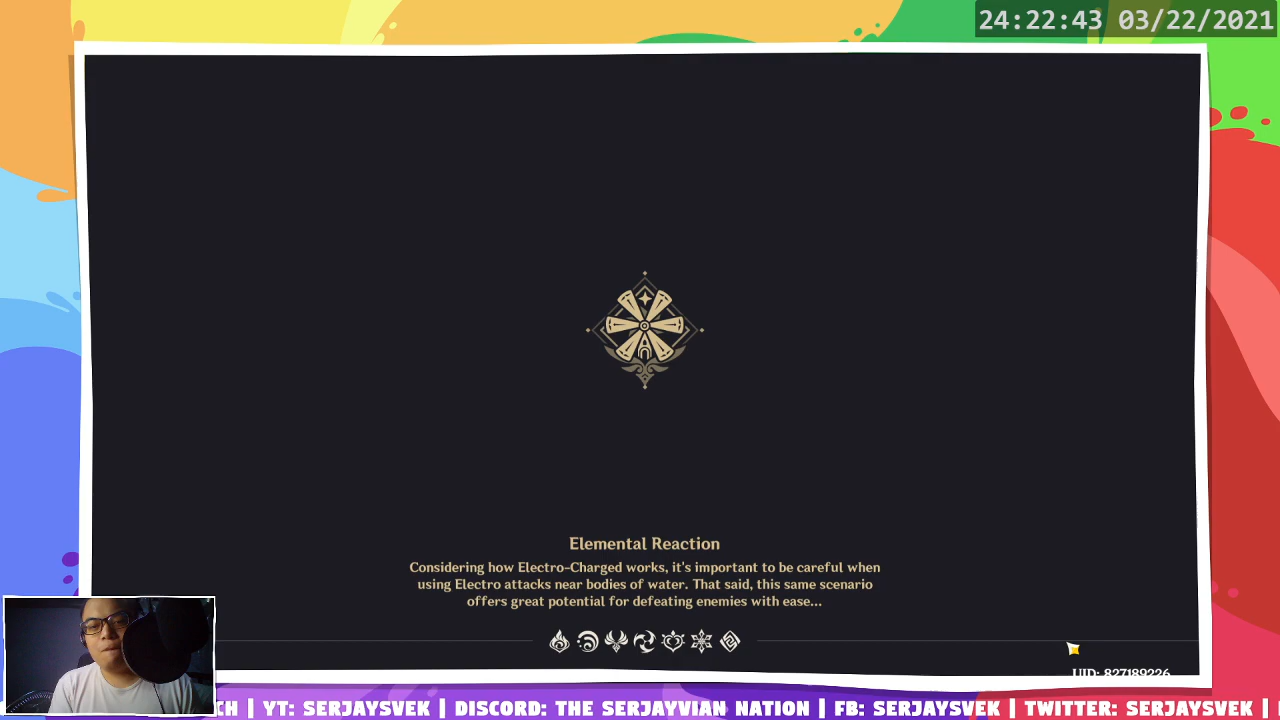 24:22:43 03/22/2021
Elemental Reaction
Considering how Electro-Charged works, it's important to be careful when
using Electro attacks near bodies of water. That said, this same scenario
offers great potential for defeating enemies with ease...
UID: 827189226
CH | YT: SERJAYSVEK | DISCORD: THE SERJAYVIAN NATION | FB: SERJAYSVEK | TWITTER: SERJAYSVEK |